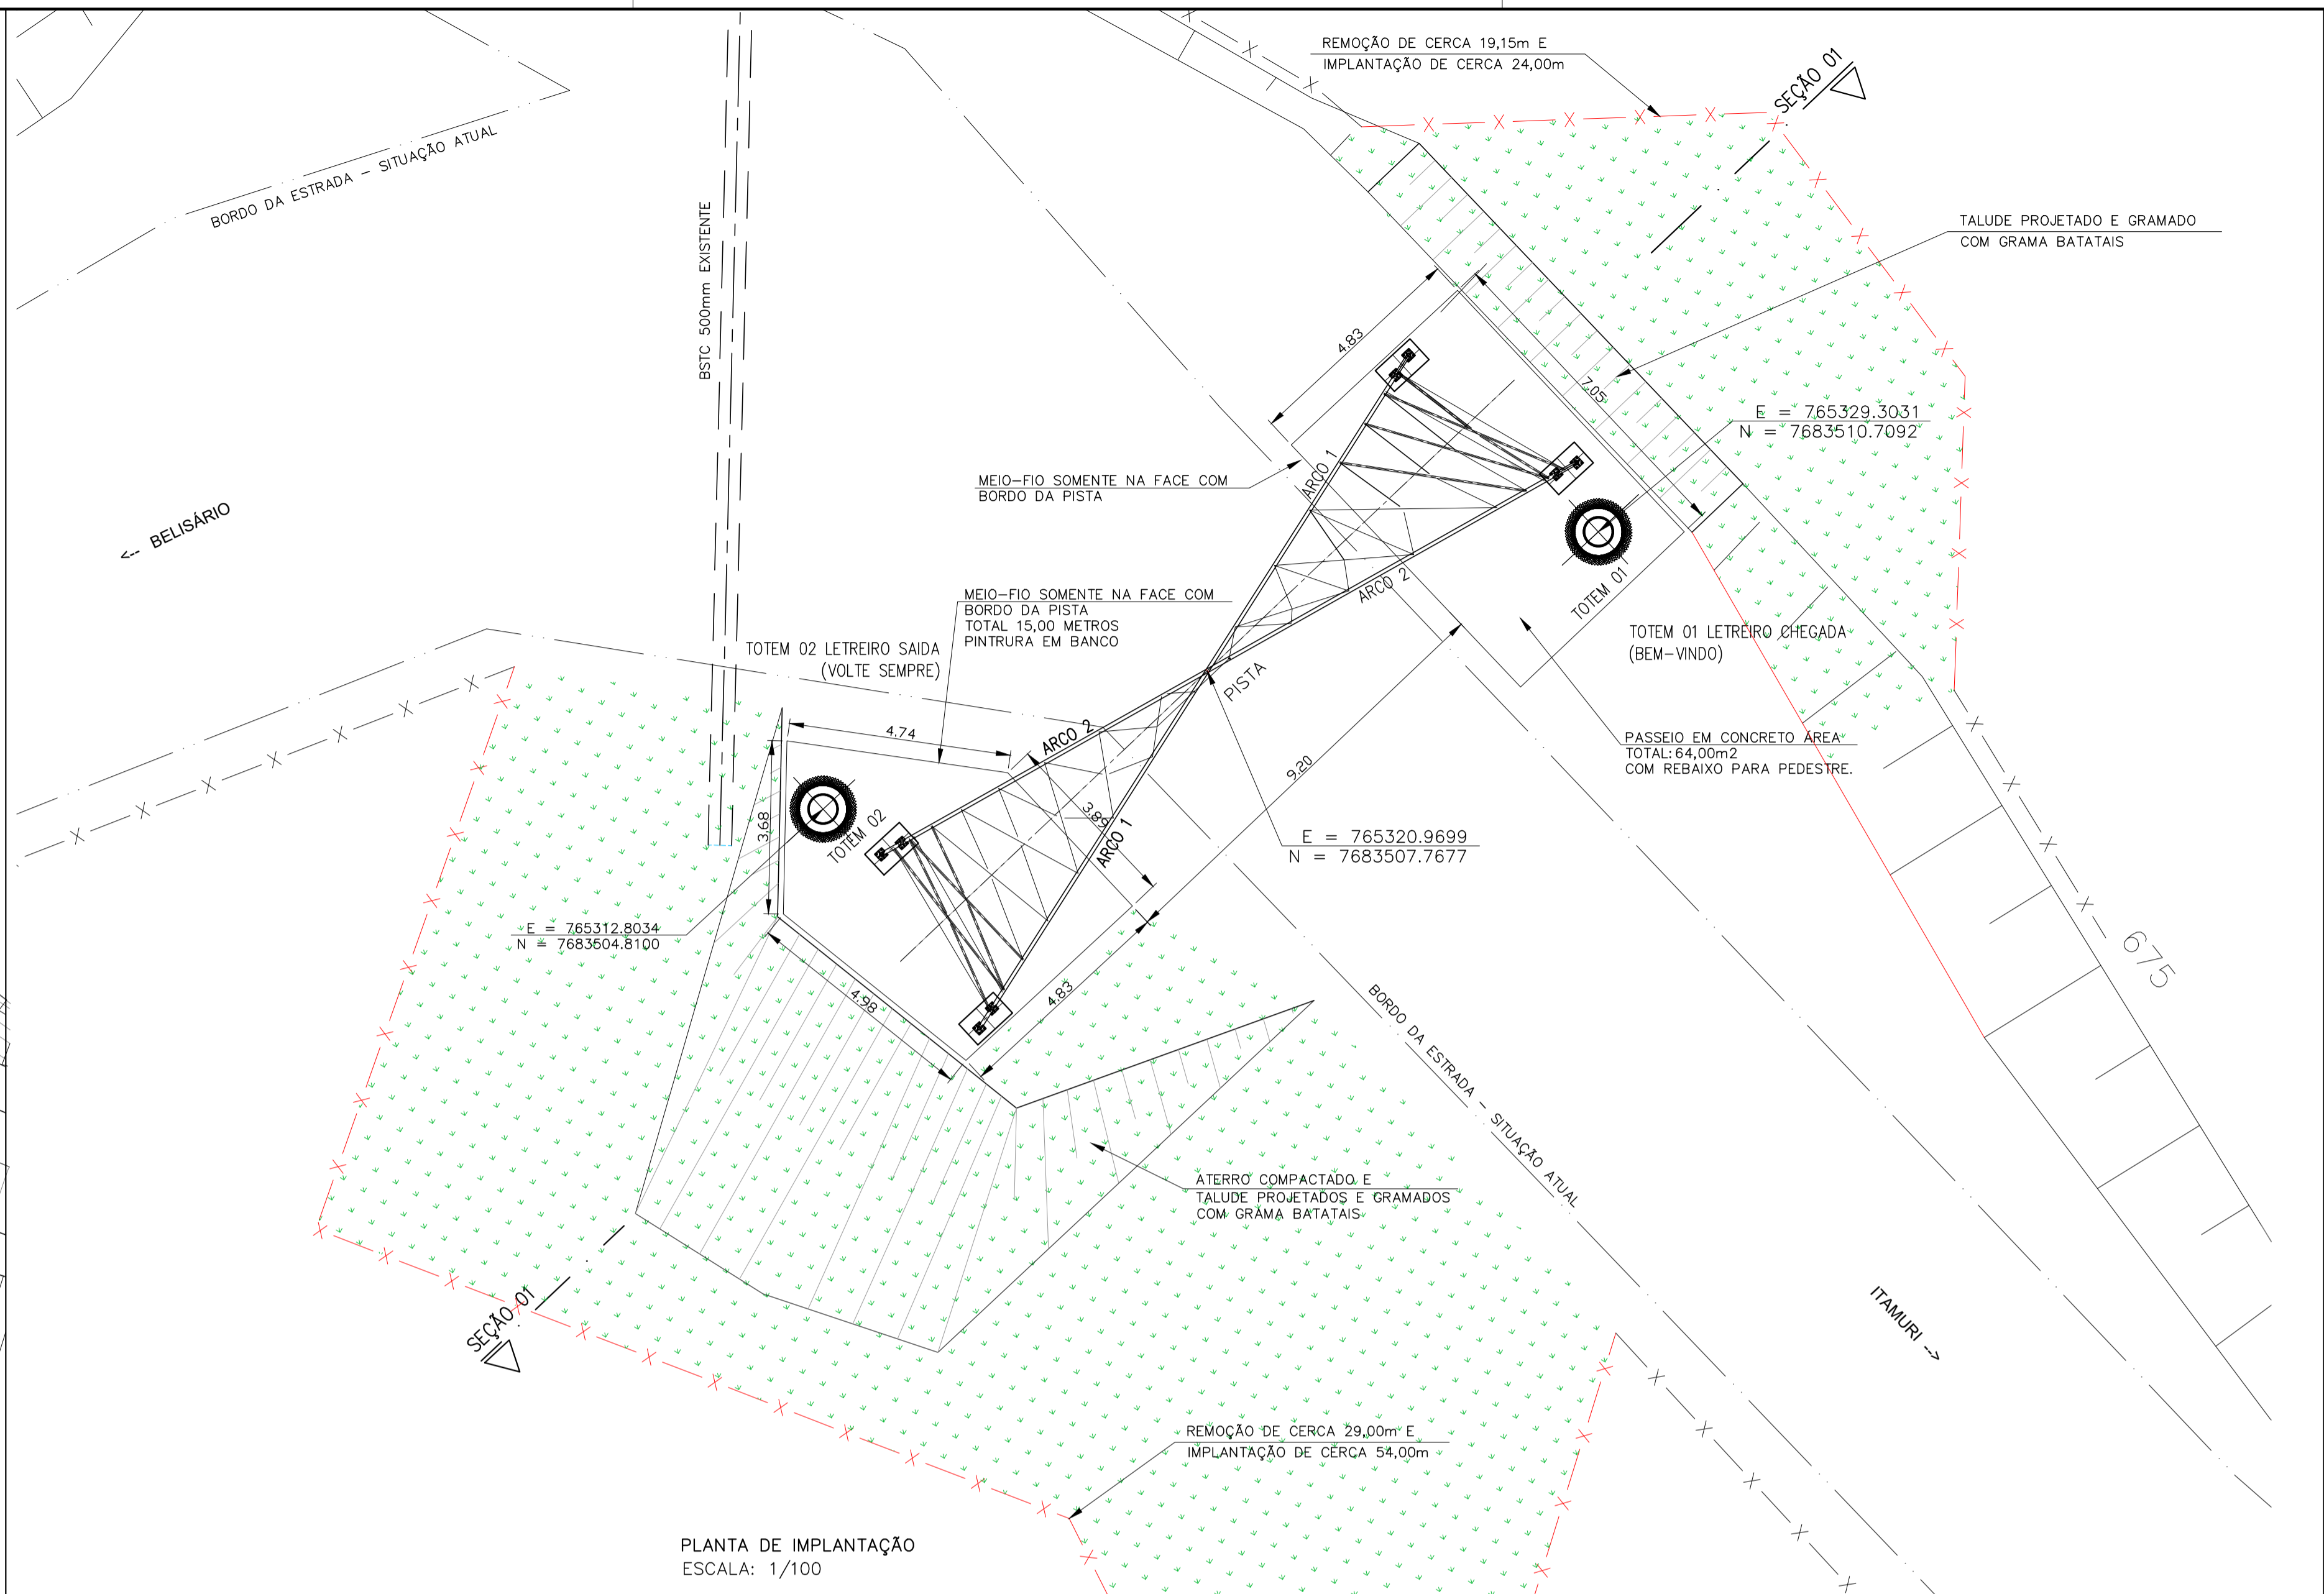 REMOÇÃO DE CERCA 19,15m E
IMPLANTAÇÃO DE CERCA 24,00m
SEÇÃO 01
BORDO DA ESTRADA - SITUAÇÃO ATUAL
BSTC 500mm EXISTENTE
TALUDE PROJETADO E GRAMADO
COM GRAMA BATATAIS
4.83
7.05
E = 765329.3031
N = 7683510.7092
MEIO-FIO SOMENTE NA FACE COM
BORDO DA PISTA
ARCO 1
<-- BELISÁRIO
ARCO 2
TOTEM 01
MEIO-FIO SOMENTE NA FACE COM
BORDO DA PISTA
TOTAL 15,00 METROS
PINTRURA EM BANCO
TOTEM 02 LETREIRO SAIDA
(VOLTE SEMPRE)
TOTEM 01 LETREIRO CHEGADA
(BEM-VINDO)
PISTA
4.74
ARCO 2
PASSEIO EM CONCRETO ÁREA
TOTAL: 64,00m2
COM REBAIXO PARA PEDESTRE.
9.20
3.68
TOTEM 02
3.89
ARCO 1
E = 765320.9699
N = 7683507.7677
E = 765312.8034
N = 7683504.8100
675
4.98
4.83
BORDO DA ESTRADA - SITUAÇÃO ATUAL
ATERRO COMPACTADO E
TALUDE PROJETADOS E GRAMADOS
COM GRAMA BATATAIS
SEÇÃO 01
ITAMURI -->
REMOÇÃO DE CERCA 29,00m E
IMPLANTAÇÃO DE CERCA 54,00m
PLANTA DE IMPLANTAÇÃO
ESCALA: 1/100